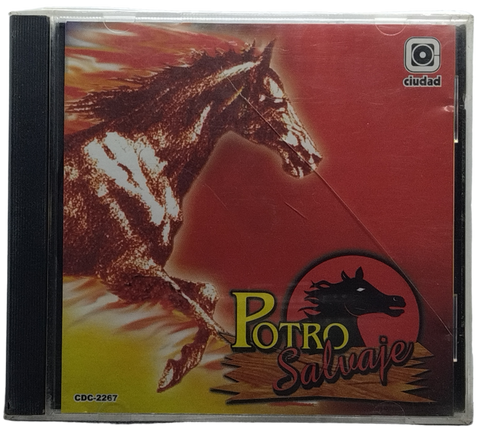 ciudad
POTRO
Salvaje
CDC-2267